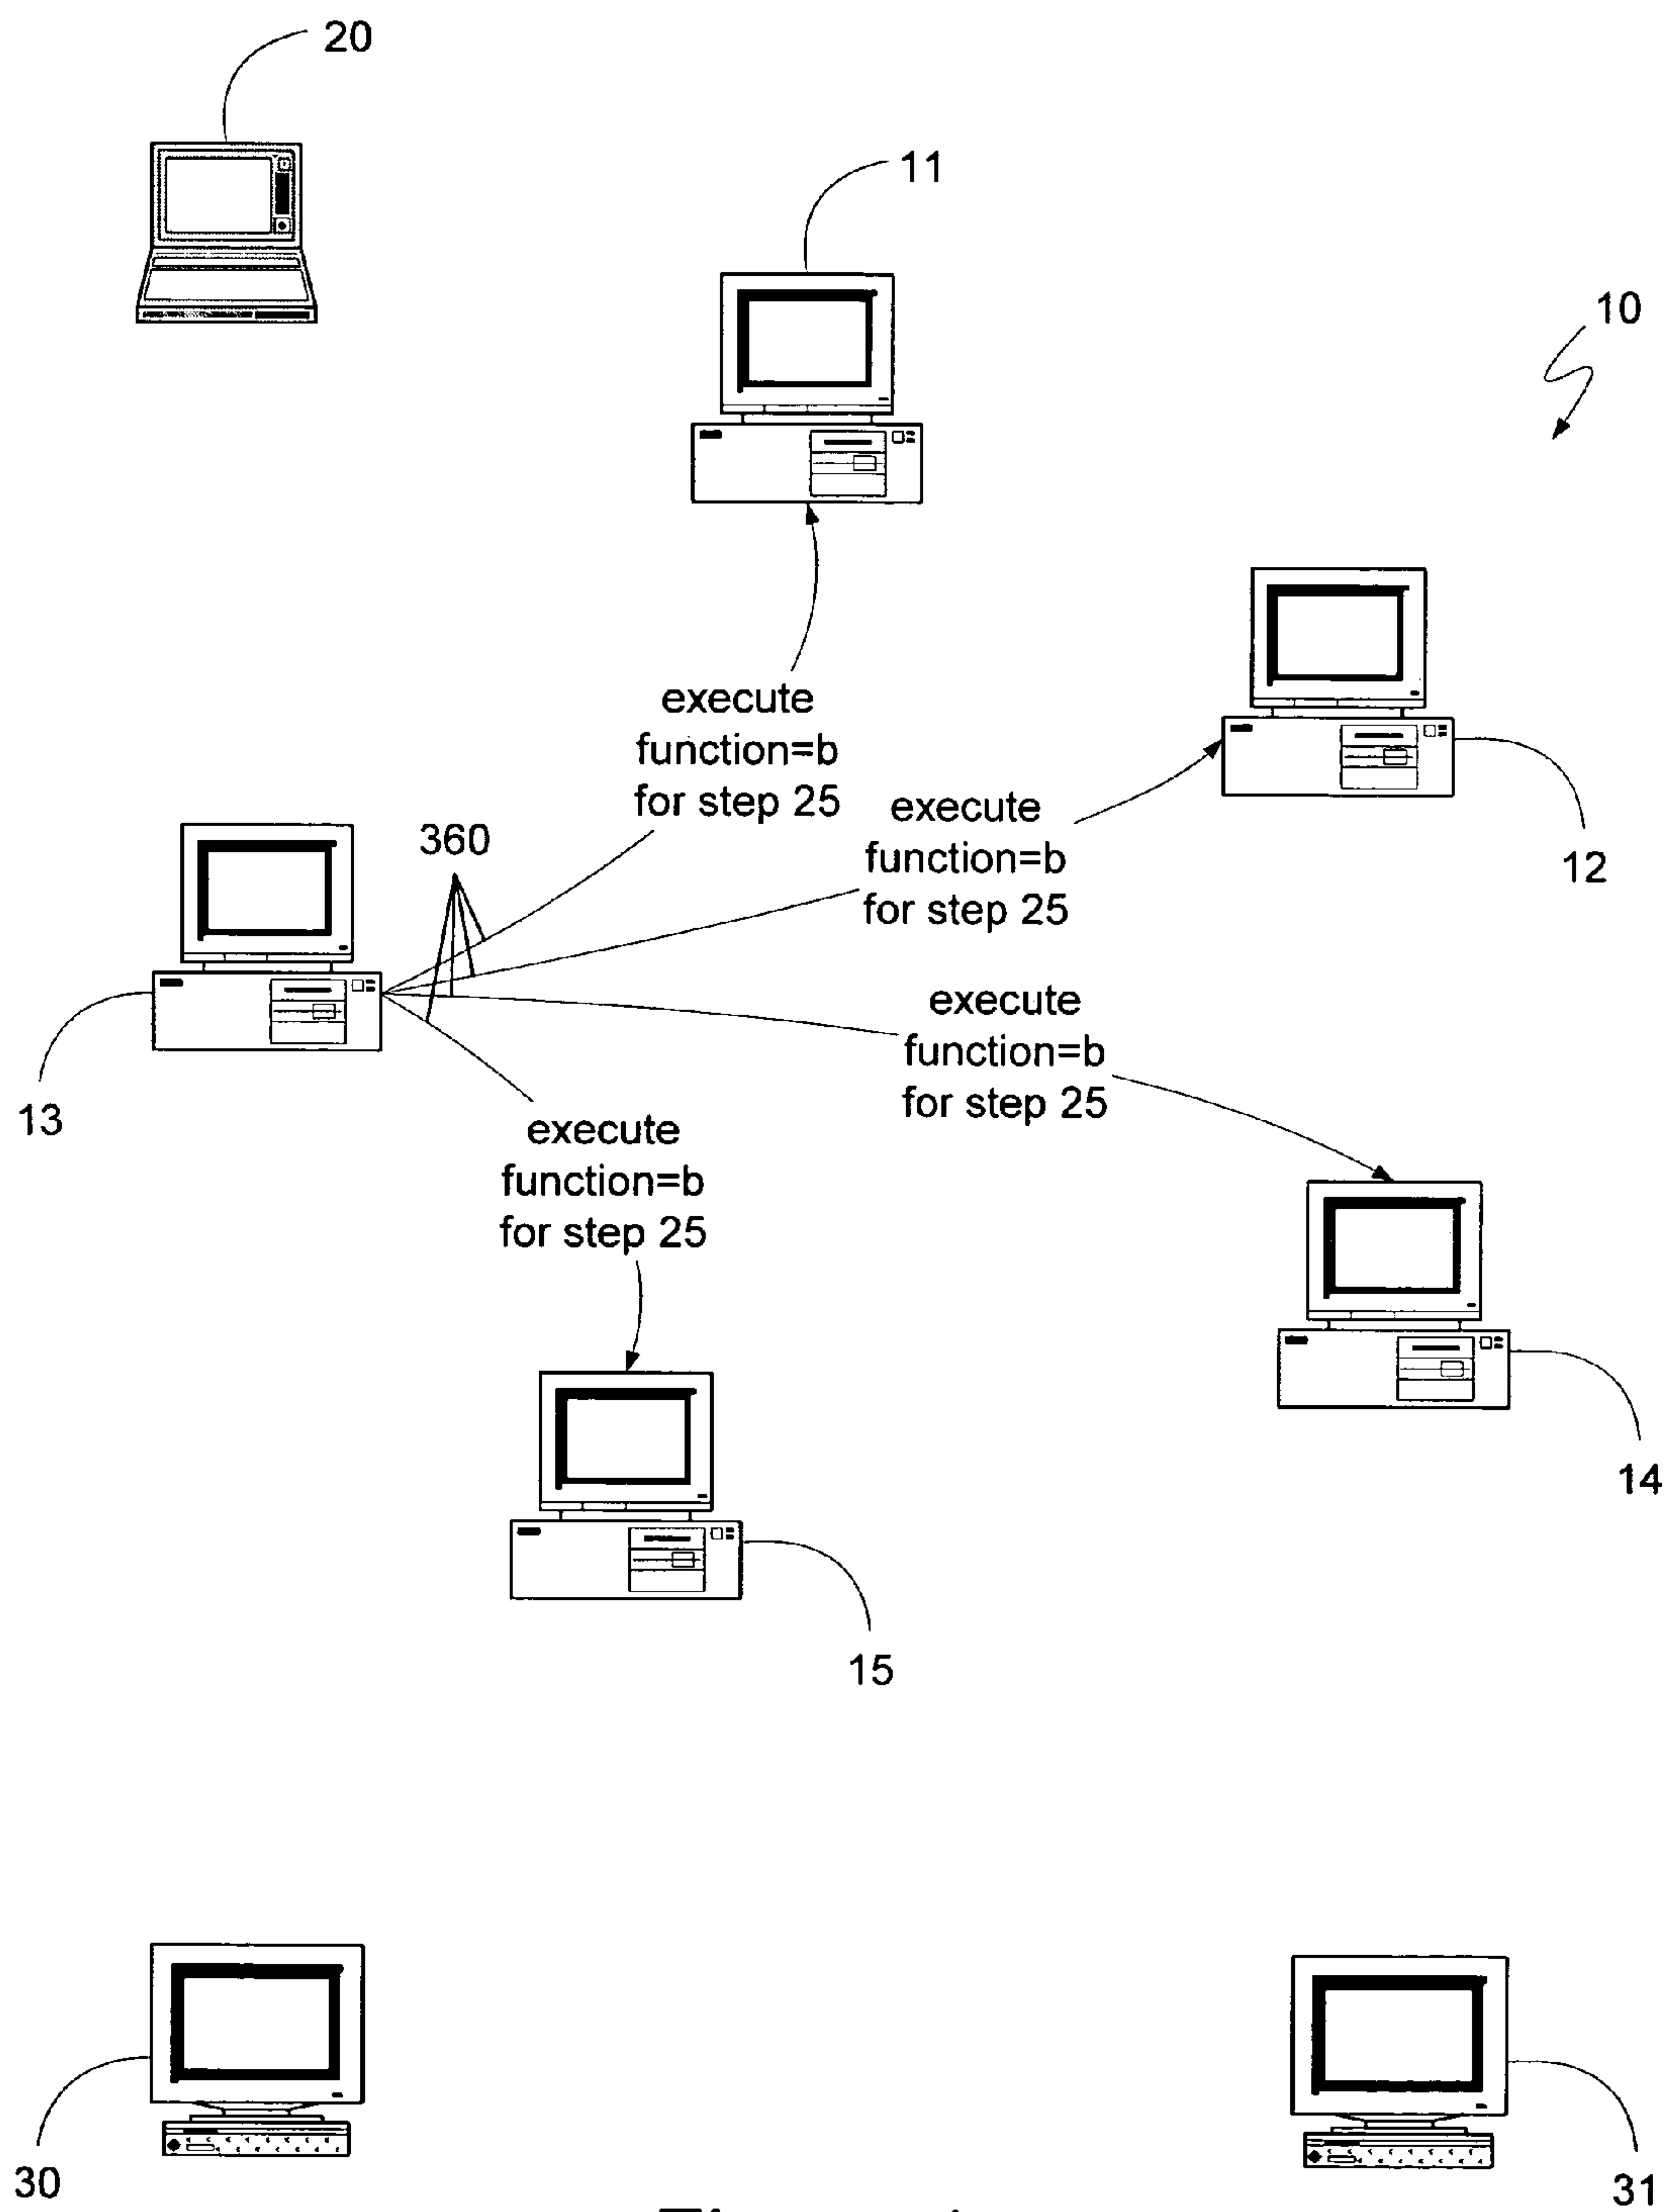 20
11
10
execute
function=b
for step 25
execute
function=b
for step 25
12
360
execute
function=b
for step 25
13
execute
function=b
for step 25
14
15
30
31